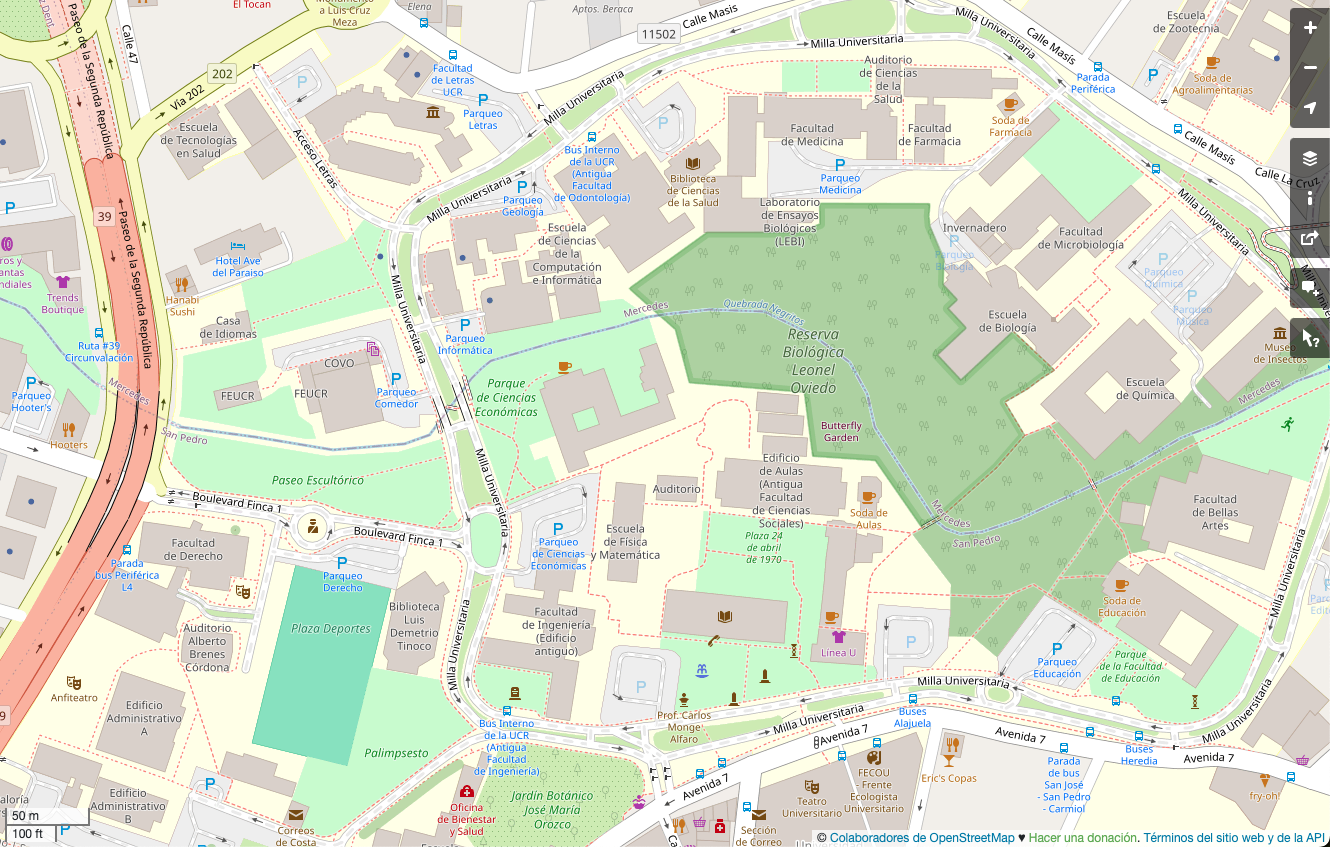 El Tocan
Monumento
a Luis Cruz
Meza
Elena
Aptos. Beraca
Calle Masís
11502
Milla Universitaria
Milla Universitaria
Calle Masís
Escuela
de Zootecnia
Paseo de la Segunda República
Calle 47
202
Vía 202
Facultad
de Letras
UCR
Parqueo
Letras
Milla Universitaria
Auditorio
de Ciencias
de la
Salud
Parada
Periférica
P
Soda de
Agroalimentarias
Escuela
de Tecnologías
en Salud
Acceso Letras
Bus Interno
de la UCR
(Antigua
Facultad
de Odontología)
Biblioteca
de Ciencias
de la Salud
Facultad
de Medicina
Facultad
de Farmacia
Soda de
Farmacia
Calle Masís
Calle La Cruz
Parqueo
Medicina
Milla Universitaria
Parqueo
Geología
Laboratorio
de Ensayos
Biológicos
(LEBI)
Invernadero
Facultad
de Microbiología
Milla Universitaria
39
Paseo de la Segunda República
Hotel Ave
del Paraiso
Escuela
de Ciencias
de la
Computación
e Informática
Parqueo
Biología
Parqueo
Química
Parqueo
Música
Trends
Boutique
Hanabi
Sushi
Casa
de Idiomas
Milla Universitaria
Mercedes
Quebrada Negritos
Reserva
Biológica
Leonel
Oviedo
Escuela
de Biología
Museo
de Insectos
Ruta #39
Circunvalación
Parqueo
Informática
COVO
FEUCR
FEUCR
Parqueo
Comedor
Parque
de Ciencias
Económicas
Escuela
de Química
Mercedes
Parqueo
Hooter's
Mercedes
San Pedro
Hooters
Butterfly
Garden
Paseo Escultórico
Milla Universitaria
Auditorio
Edificio
de Aulas
(Antigua
Facultad
de Ciencias
Sociales)
Soda de
Aulas
Mercedes
San Pedro
Facultad
de Bellas
Artes
Boulevard Finca 1
Boulevard Finca 1
Facultad
de Derecho
Parada
bus Periférica
L4
Parqueo
Derecho
Parqueo
de Ciencias
Económicas
Escuela
de Física
y Matemática
Plaza 24
de abril
de 1970
Plaza Deportes
Biblioteca
Luis
Demetrio
Tinoco
Facultad
de Ingeniería
(Edificio
antiguo)
Soda de
Educación
Milla Universitaria
Auditorio
Alberto
Brenes
Córdona
Milla Universitaria
Línea U
Parqueo
Educación
Parque
de la Facultad
de Educación
Anfiteatro
Edificio
Administrativo
A
Palimpsesto
Bus Interno
de la UCR
(Antigua
Facultad
de Ingeniería)
Prof. Carlos
Monge
Alfaro
Milla Universitaria
Milla Universitaria
Buses
Alajuela
Milla Universitaria
Avenida 7
Avenida 7
Avenida 7
Avenida 7
Buses
Heredia
Parada
de bus
San José
- San Pedro
- Carmiol
Eric's Copas
fry-oh!
Edificio
Administrativo
B
Correos
de Costa
Oficina
de Bienestar
y Salud
Jardín Botánico
José María
Orozco
Teatro
Universitario
FECOU
- Frente
Ecologista
Universitario
Sección
de Correo
50 m
100 ft
© Colaboradores de OpenStreetMap ♥ Hacer una donación. Términos del sitio web y de la API